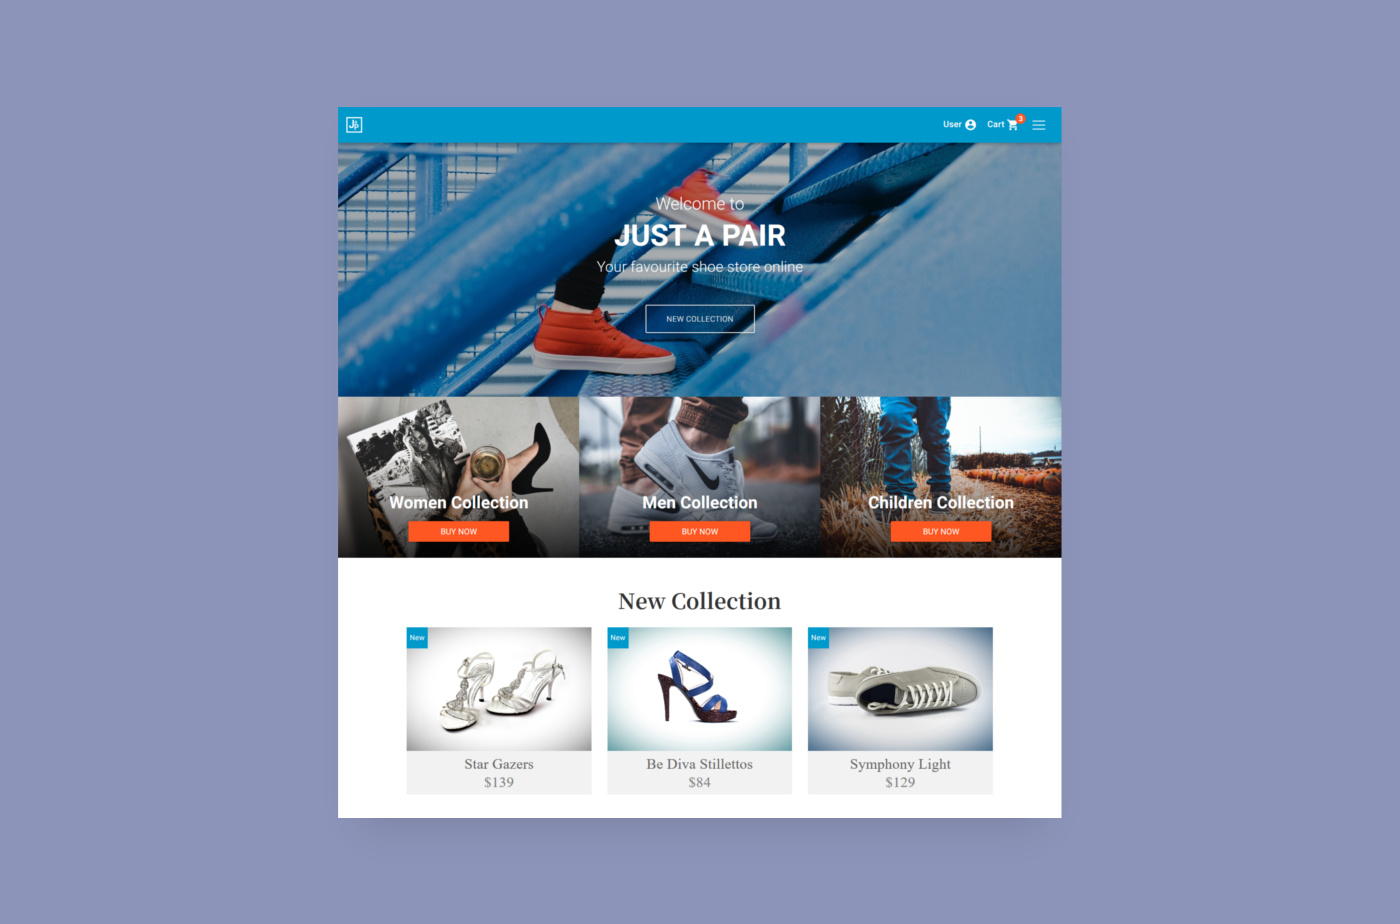 JP
User
Cart
3
Welcome to
JUST A PAIR
Your favourite shoe store online
NEW COLLECTION
Women Collection
Men Collection
Children Collection
BUY NOW
BUY NOW
BUY NOW
New Collection
New
New
New
Star Gazers
$139
Be Diva Stillettos
$84
Symphony Light
$129